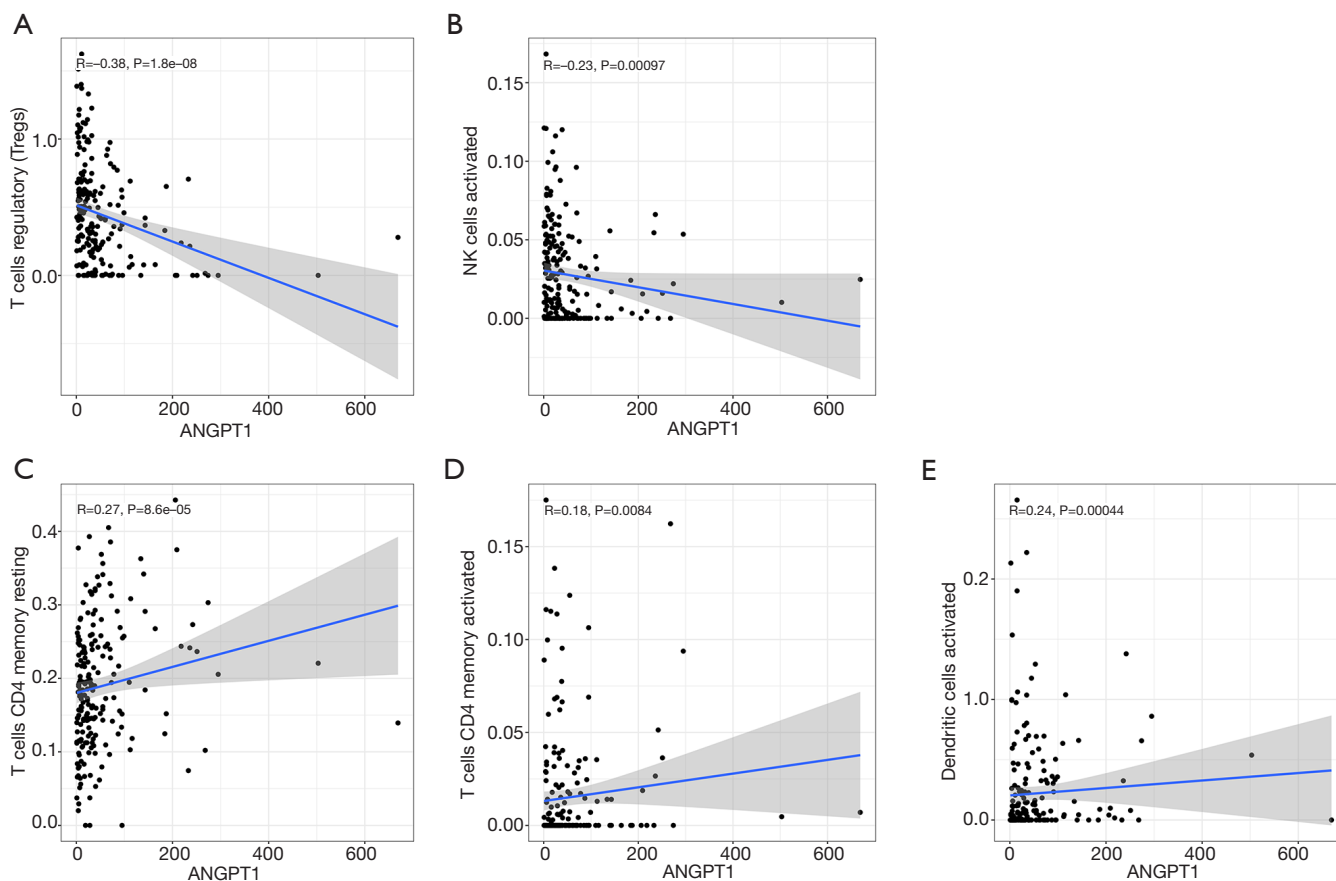 A
R=–0.38, P=1.8e–08
T cells regulatory (Tregs)
1.0
0.5
0.0
0 200 400 600
ANGPT1
B
R=–0.23, P=0.00097
NK cells activated
0.15
0.10
0.05
0.00
0 200 400 600
ANGPT1
C
R=0.27, P=8.6e–05
T cells CD4 memory resting
0.4
0.3
0.2
0.1
0.0
0 200 400 600
ANGPT1
D
R=0.18, P=0.0084
T cells CD4 memory activated
0.15
0.10
0.05
0.00
0 200 400 600
ANGPT1
E
R=0.24, P=0.00044
Dendritic cells activated
0.2
1.0
0.0
0 200 400 600
ANGPT1